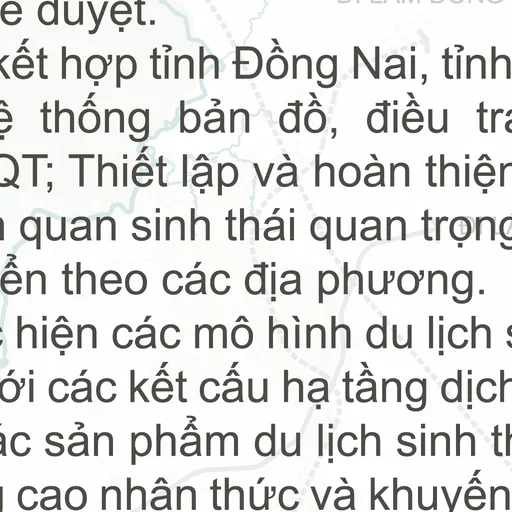 ê duyệt.
kết hợp tỉnh Đồng Nai, tỉnh
ệ thống bản đồ, điều tra
QT; Thiết lập và hoàn thiện
quan sinh thái quan trọng
ển theo các địa phương.
hiện các mô hình du lịch s
ới các kết cấu hạ tầng dịch
ác sản phẩm du lịch sinh th
cao nhân thức và khuyến